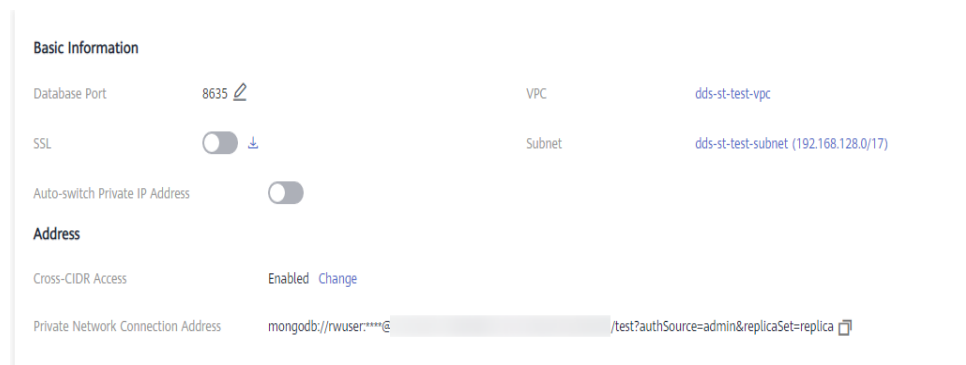 Basic Information
Database Port 8635 VPC dds-st-test-vpc
SSL Subnet dds-st-test-subnet (192.168.128.0/17)
Auto-switch Private IP Address
Address
Cross-CIDR Access Enabled Change
Private Network Connection Address mongodb://rwuser:****@ /test?authSource=admin&replicaSet=replica